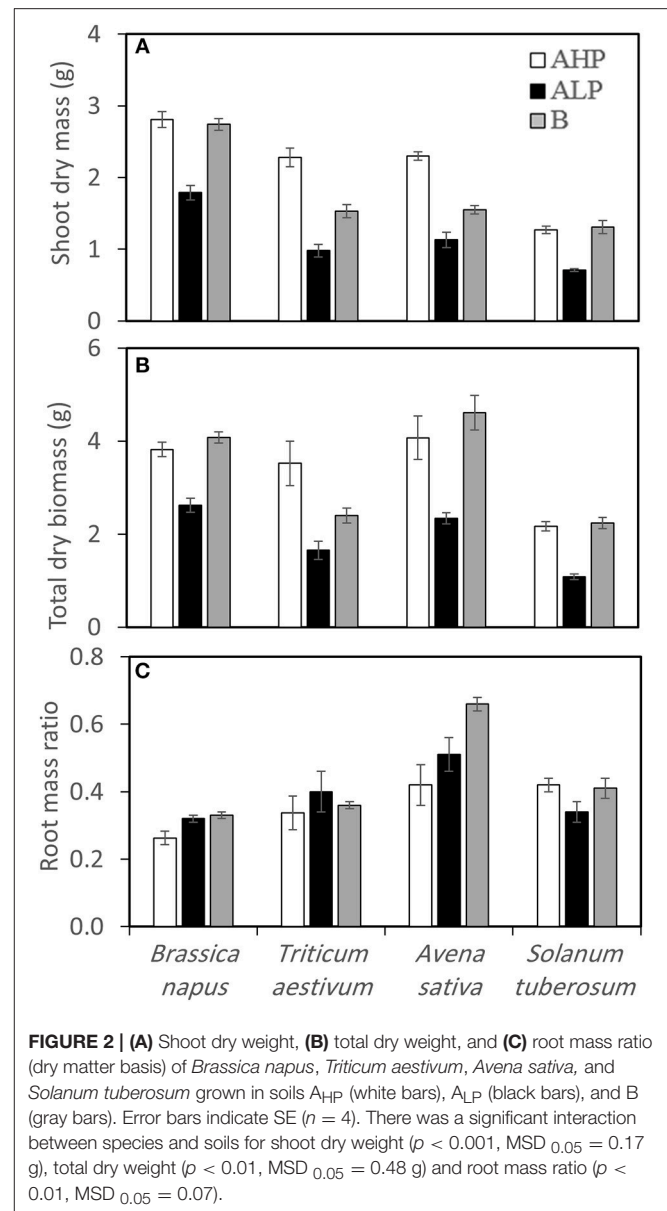 A
AHP
ALP
B
Shoot dry mass (g)
4
3
2
1
0
B
Total dry biomass (g)
6
4
2
0
C
Root mass ratio
0.8
0.6
0.4
0.2
0.0
Brassica napus
Triticum aestivum
Avena sativa
Solanum tuberosum
FIGURE 2 | (A) Shoot dry weight, (B) total dry weight, and (C) root mass ratio
(dry matter basis) of Brassica napus, Triticum aestivum, Avena sativa, and
Solanum tuberosum grown in soils AHP (white bars), ALP (black bars), and B
(gray bars). Error bars indicate SE (n = 4). There was a significant interaction
between species and soils for shoot dry weight (p < 0.001, MSD 0.05 = 0.17
g), total dry weight (p < 0.01, MSD 0.05 = 0.48 g) and root mass ratio (p <
0.01, MSD 0.05 = 0.07).